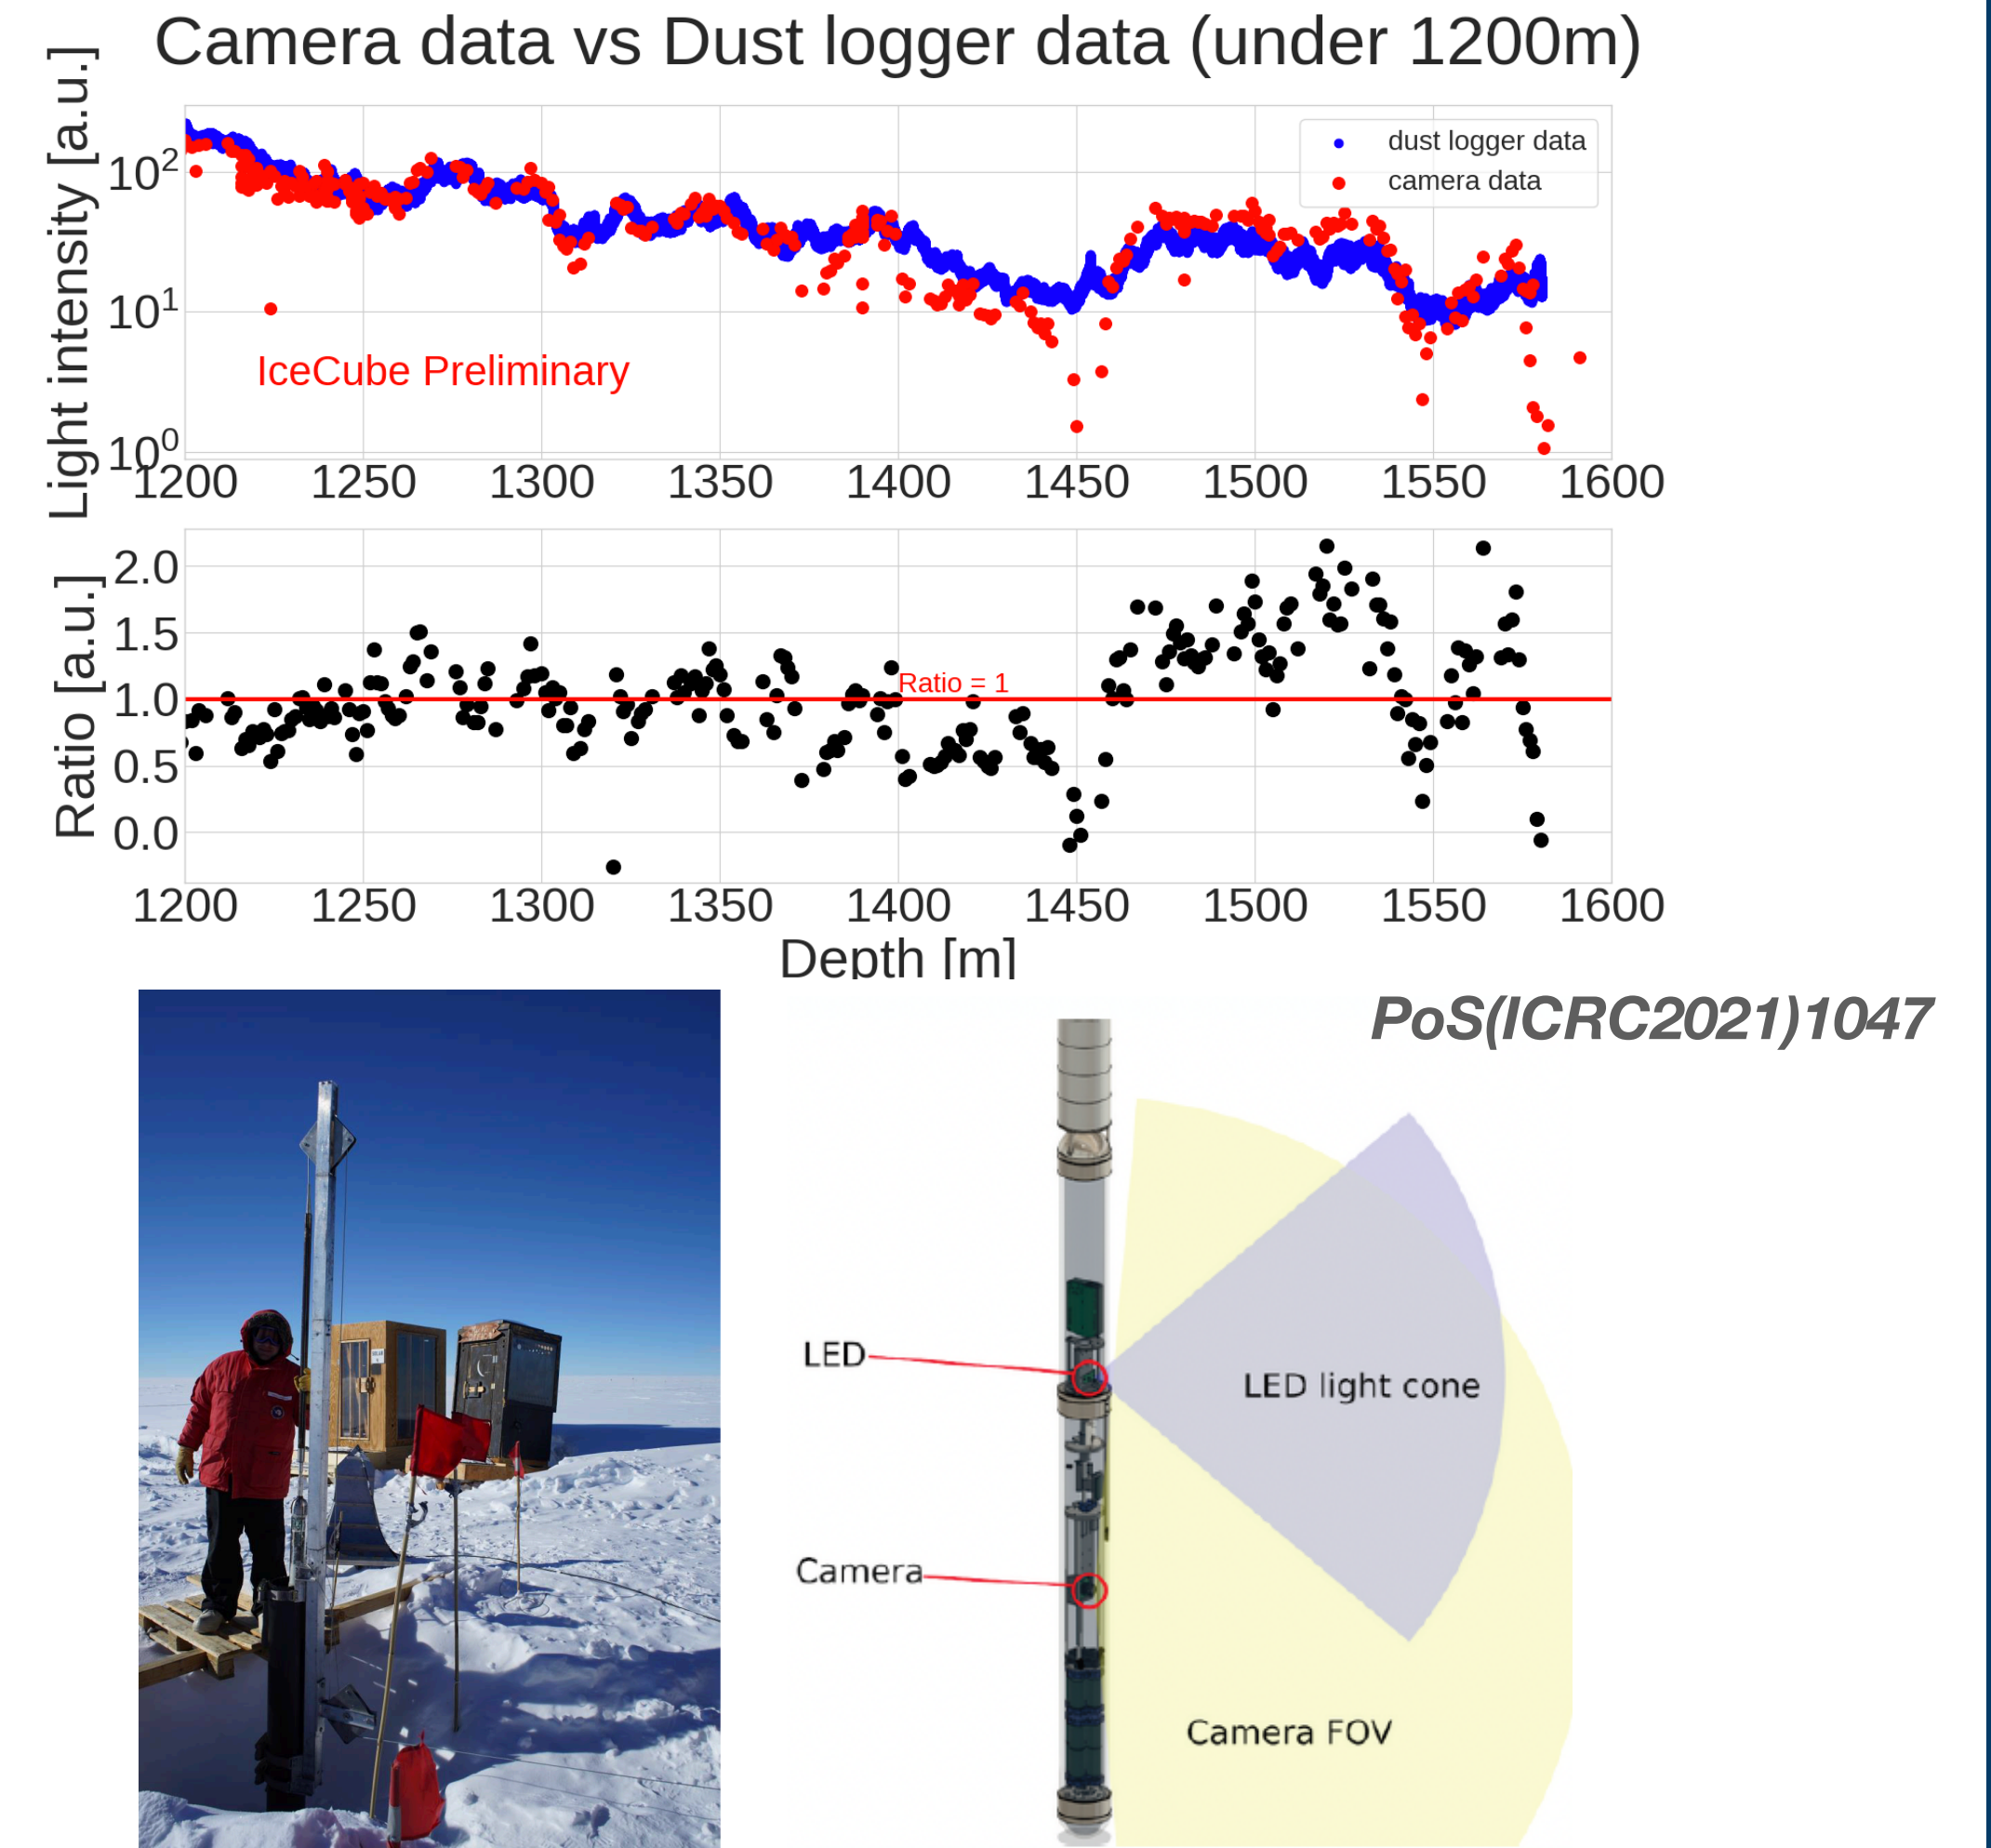 Camera data vs Dust logger data (under 1200m)
Light intensity [a.u.]
10²
10¹
10⁰
dust logger data
camera data
IceCube Preliminary
1200 1250 1300 1350 1400 1450 1500 1550 1600
Ratio [a.u.]
2.0
1.5
1.0
0.5
0.0
Ratio = 1
1200 1250 1300 1350 1400 1450 1500 1550 1600
Depth [m]
PoS(ICRC2021)1047
LED
LED light cone
Camera
Camera FOV